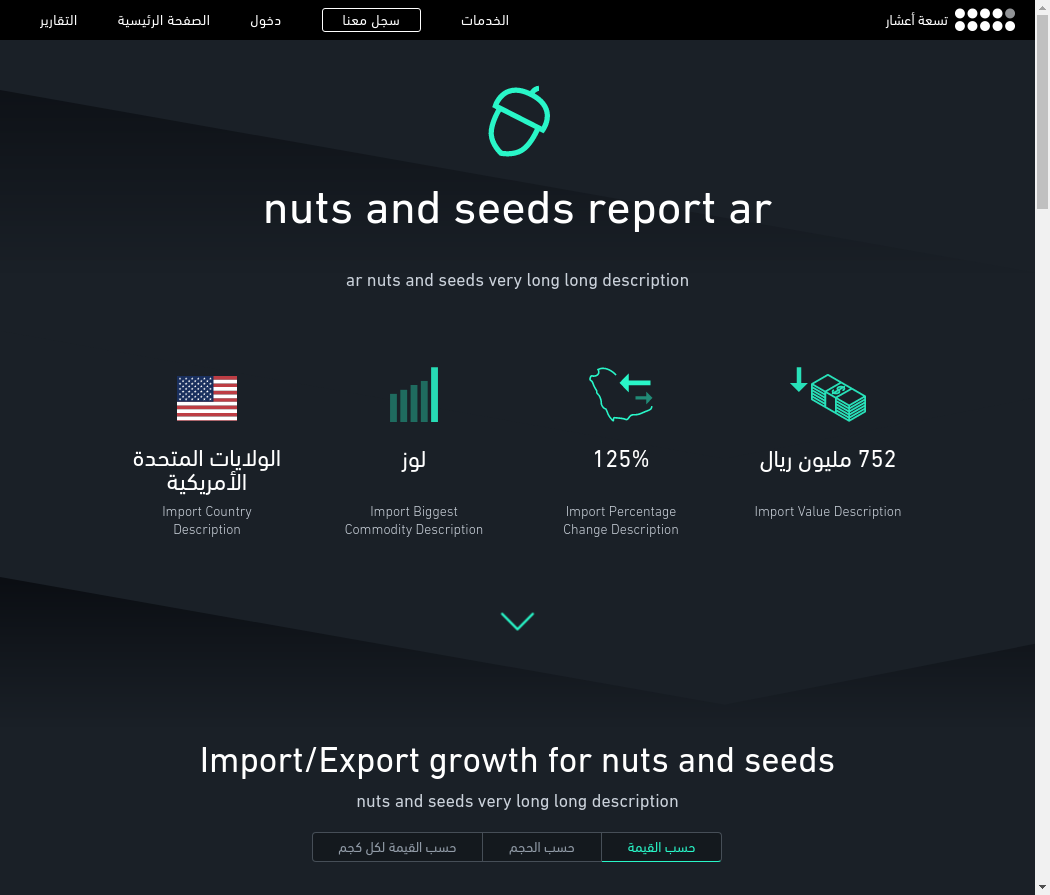 تسعة أعشار
الخدمات
سجل معنا
دخول
الصفحة الرئيسية
التقارير
nuts and seeds report ar
ar nuts and seeds very long long description
752 مليون ريال
Import Value Description
125%
Import Percentage
Change Description
لوز
Import Biggest
Commodity Description
الولايات المتحدة
الأمريكية
Import Country
Description
Import/Export growth for nuts and seeds
nuts and seeds very long long description
حسب القيمة
حسب الحجم
حسب القيمة لكل كجم